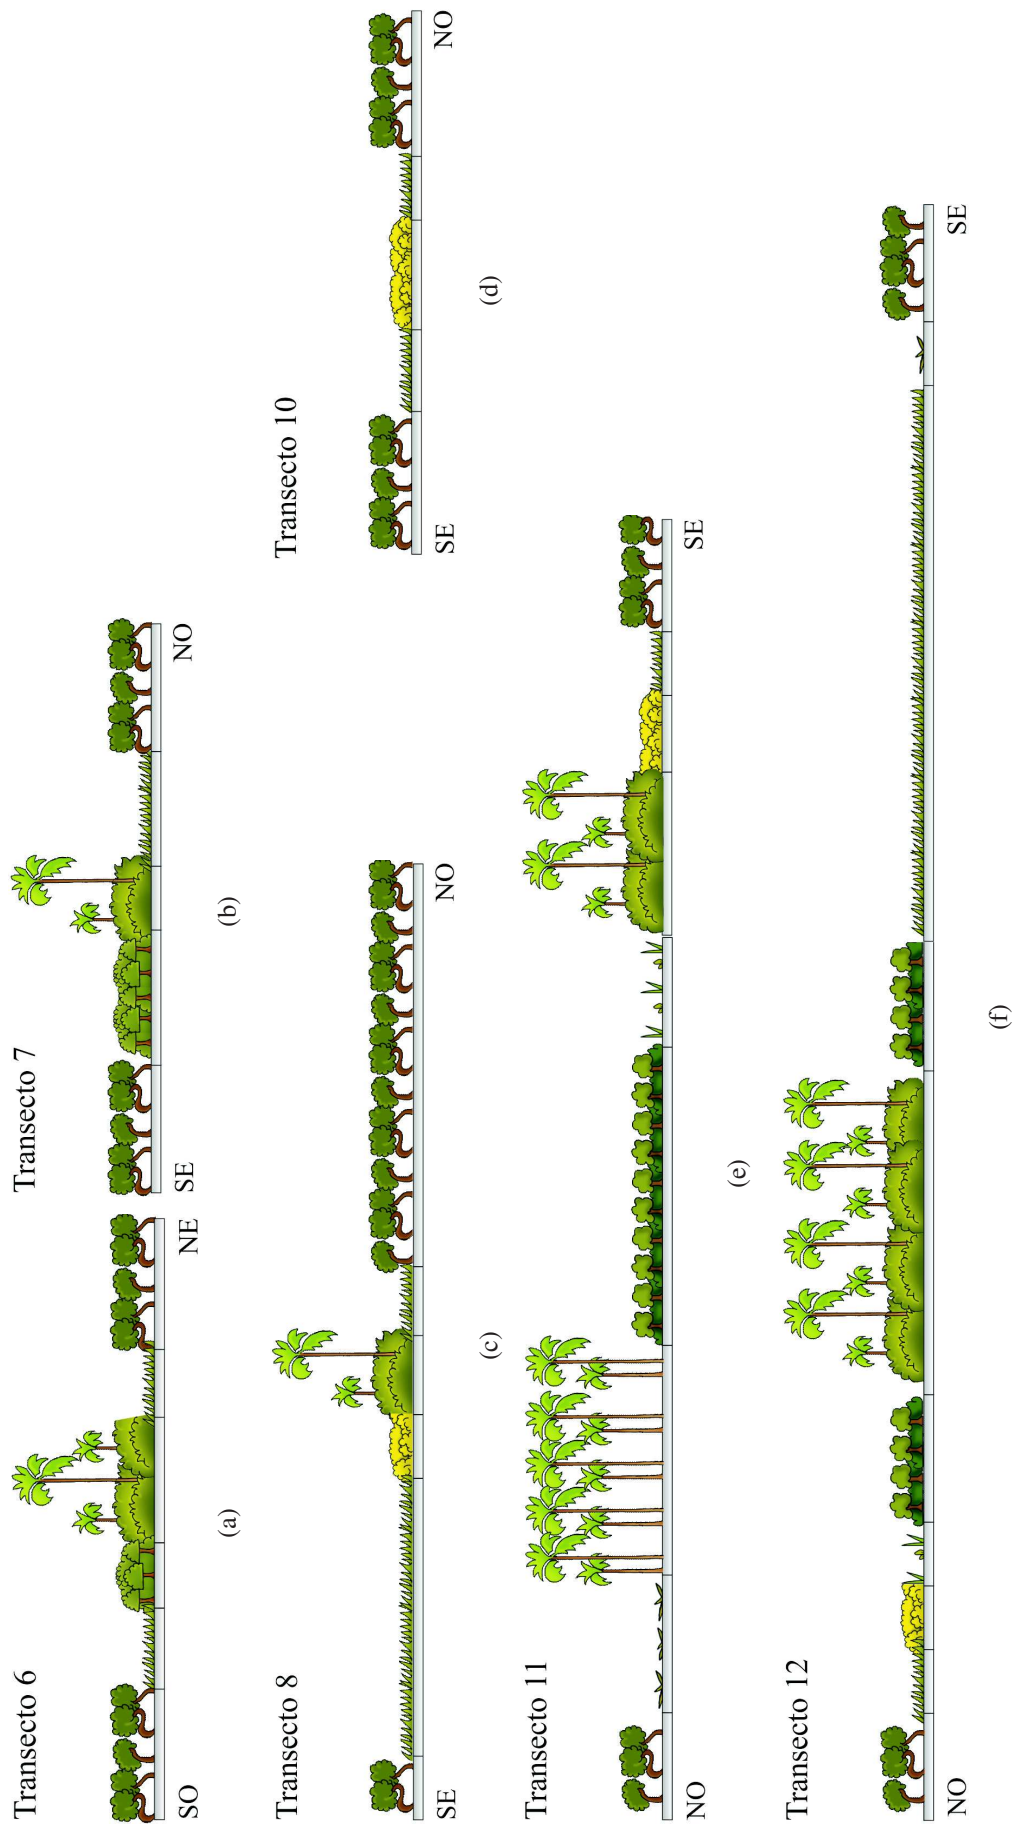 Transecto 6
SO
NE
(a)
Transecto 7
SE
NO
(b)
Transecto 8
SE
NO
(c)
Transecto 10
SE
NO
(d)
Transecto 11
NO
SE
(e)
Transecto 12
NO
SE
(f)